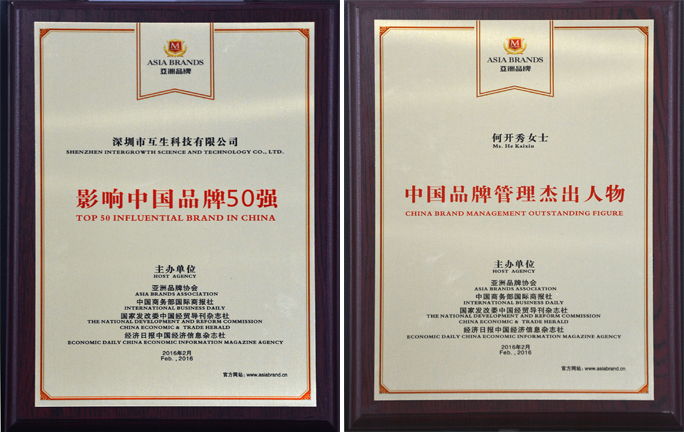 ASIA BRANDS
亚洲品牌
深圳市互生科技有限公司
SHENZHEN INTERGROWTH SCIENCE AND TECHNOLOGY CO., LTD.
影响中国品牌50强
TOP 50 INFLUENTIAL BRAND IN CHINA
主办单位
HOST AGENCY
亚洲品牌协会
ASIA BRANDS ASSOCIATION
中国商务部国际商报社
INTERNATIONAL BUSINESS DAILY
国家发改委中国经贸导刊杂志社
THE NATIONAL DEVELOPMENT AND REFORM COMMISSION
CHINA ECONOMIC & TRADE HERALD
经济日报中国经济信息杂志社
ECONOMIC DAILY CHINA ECONOMIC INFORMATION MAGAZINE AGENCY
2016年2月
Feb. , 2016
官方网站: www.asiabrand.cn
ASIA BRANDS
亚洲品牌
何开秀女士
Ms. He Kaixiu
中国品牌管理杰出人物
CHINA BRAND MANAGEMENT OUTSTANDING FIGURE
主办单位
HOST AGENCY
亚洲品牌协会
ASIA BRANDS ASSOCIATION
中国商务部国际商报社
INTERNATIONAL BUSINESS DAILY
国家发改委中国经贸导刊杂志社
THE NATIONAL DEVELOPMENT AND REFORM COMMISSION
CHINA ECONOMIC & TRADE HERALD
经济日报中国经济信息杂志社
ECONOMIC DAILY CHINA ECONOMIC INFORMATION MAGAZINE AGENCY
2016年2月
Feb. , 2016
官方网站: www.asiabrand.cn